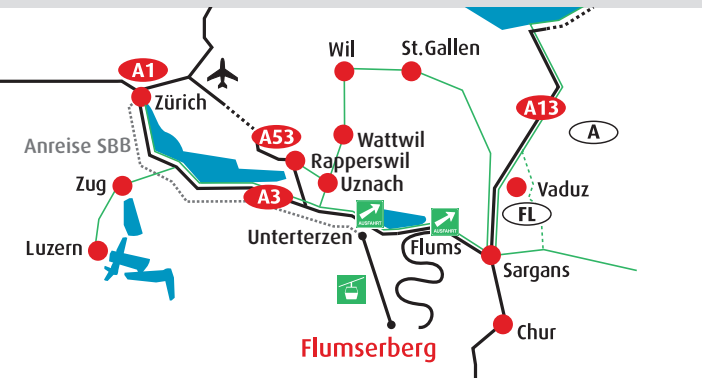 Wil
St. Gallen
A1
Zürich
A13
A
A53
Wattwil
Anreise SBB
Rapperswil
Zug
Uznach
Vaduz
A3
FL
AUSFAHRT
AUSFAHRT
Unterterzen
Flums
Luzern
Sargans
Chur
Flumserberg